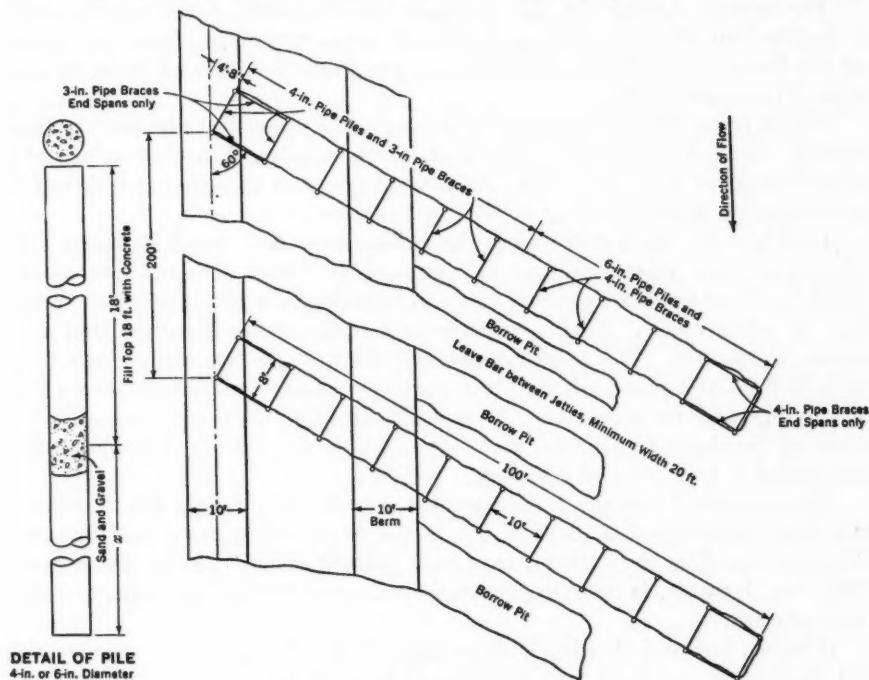 4'-8"
3-in. Pipe Braces
End Spans only
4-in. Pipe Piles and 3-in. Pipe Braces
60°
200'
Direction of Flow
6-in. Pipe Piles and
4-in. Pipe Braces
Borrow Pit
Leave Bar between Jetties, Minimum Width 20 ft.
4-in. Pipe Braces
End Spans only
8'
Borrow Pit
100'
10'
10'
10'
Berm
Borrow Pit
18'
Fill Top 18 ft. with Concrete
Sand and Gravel
DETAIL OF PILE
4-in. or 6-in. Diameter